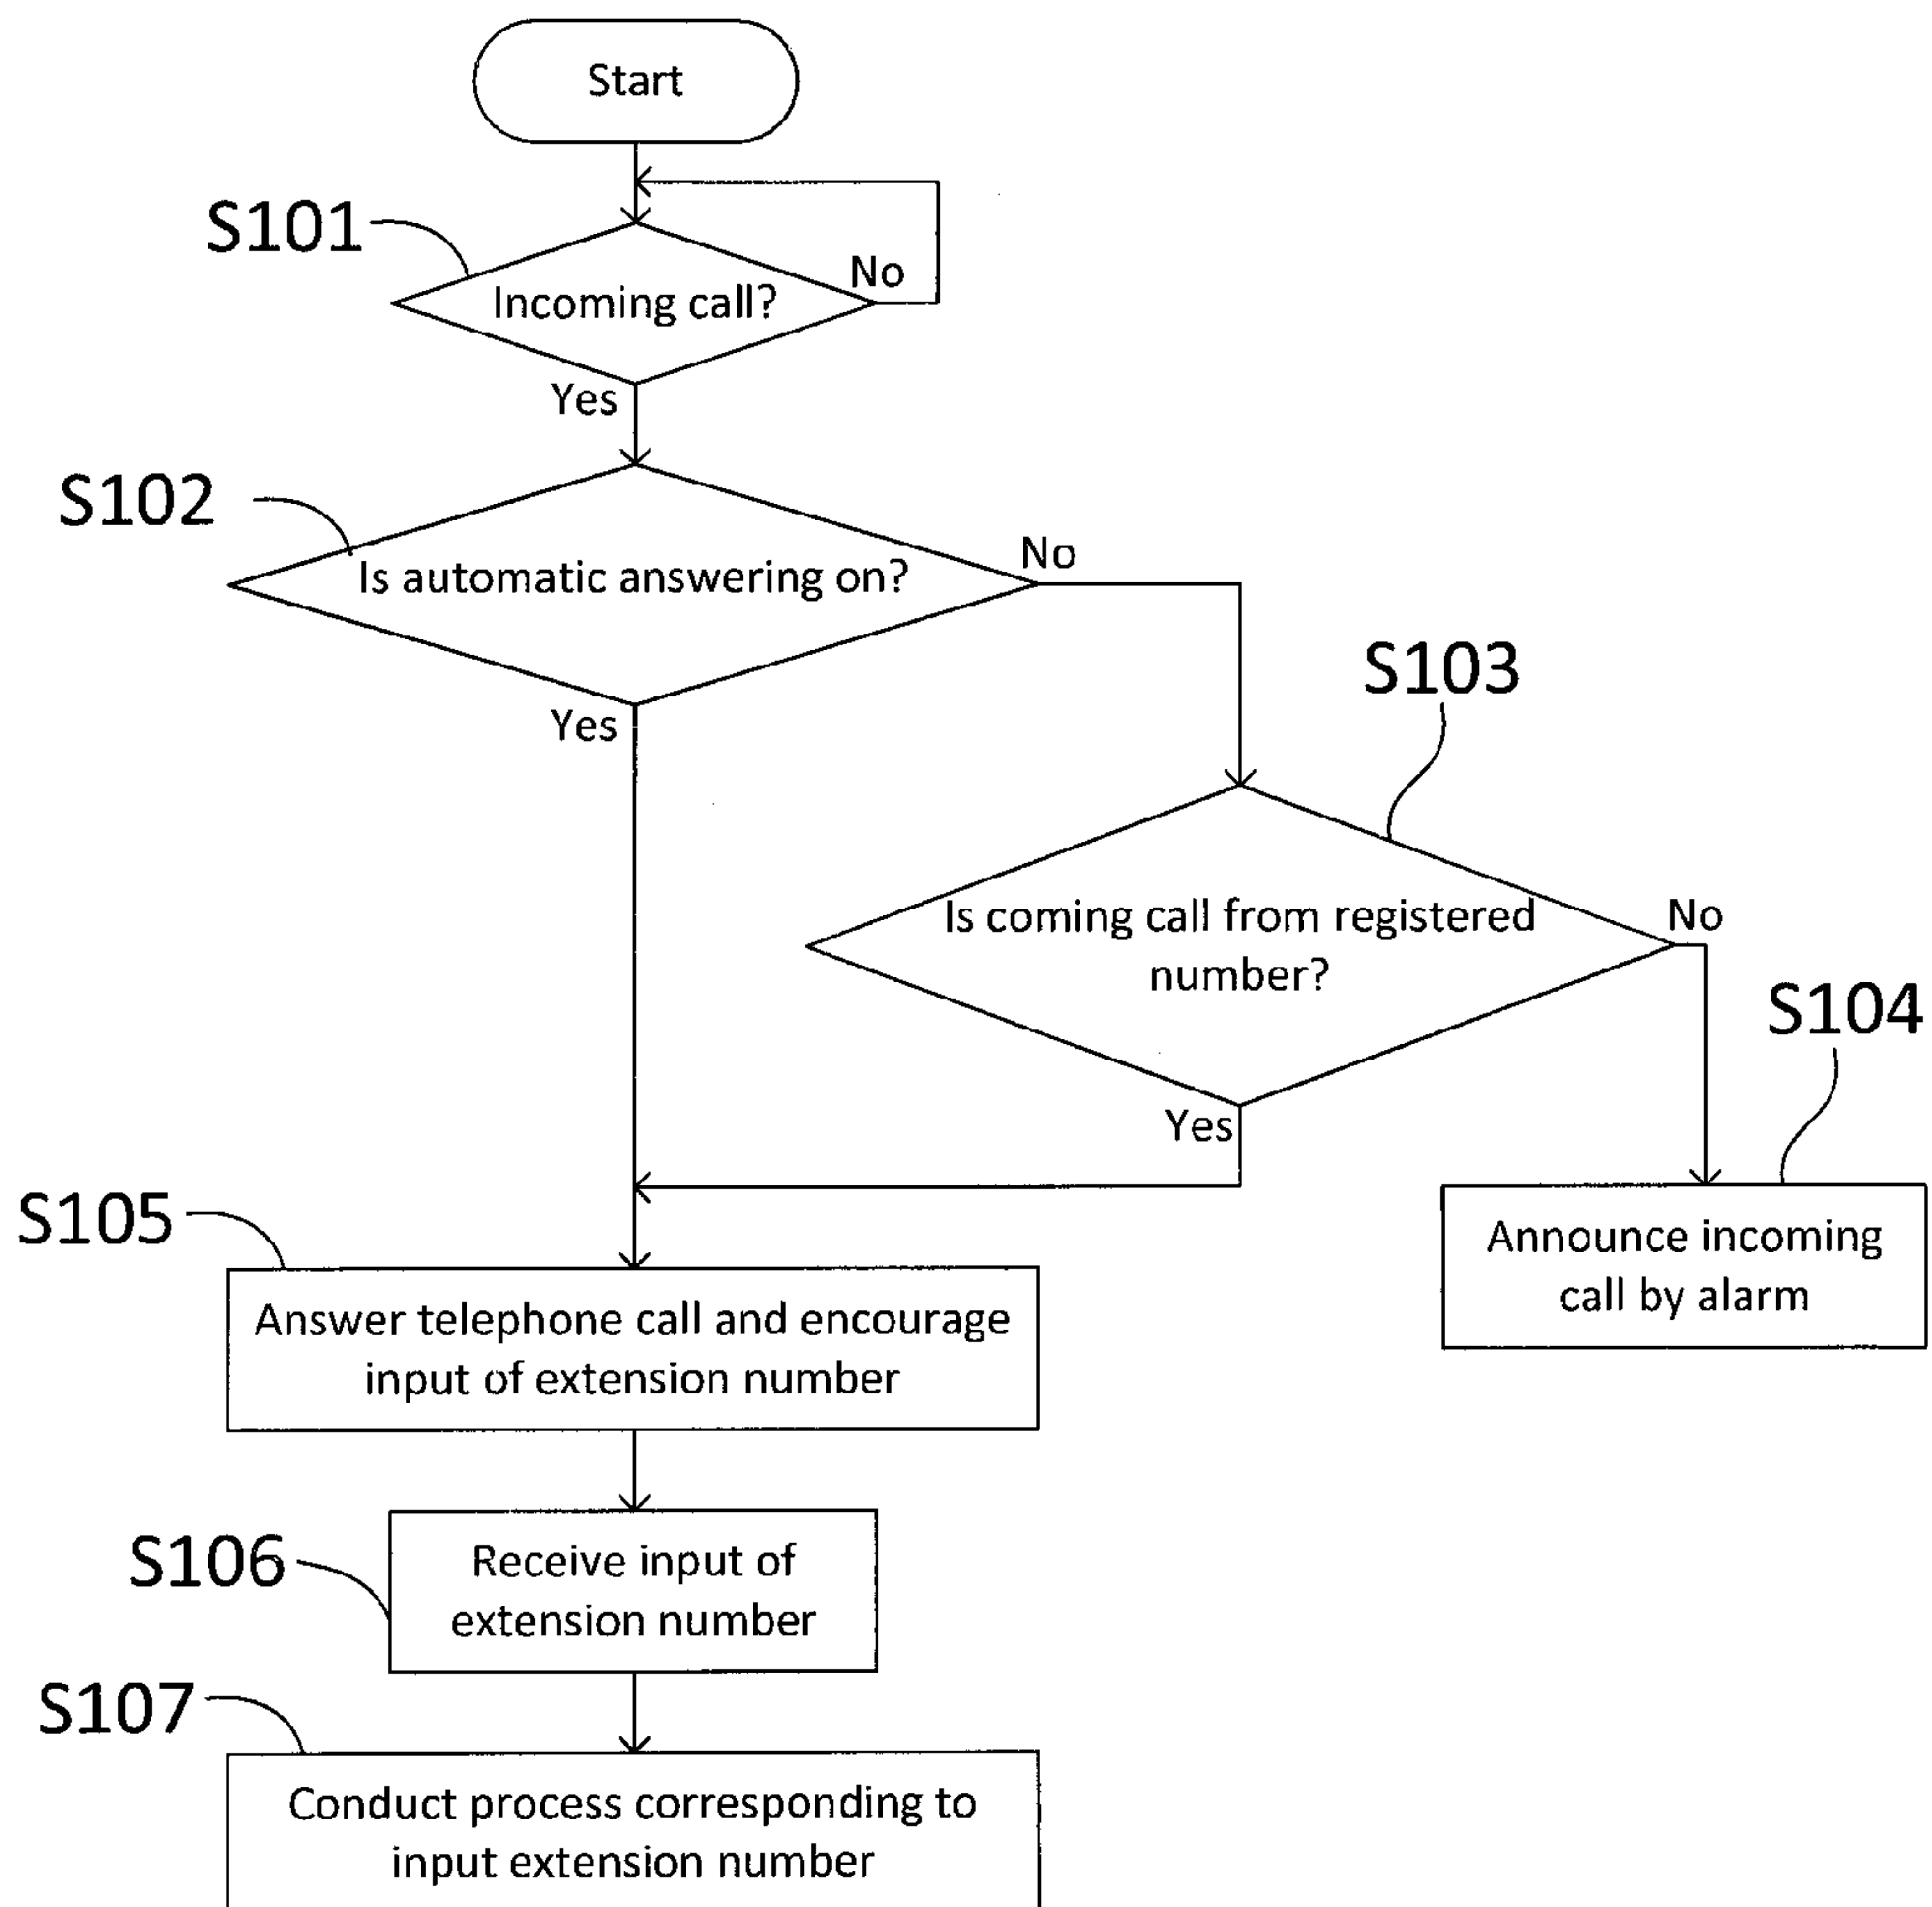 Start
S101
Incoming call?
No
Yes
S102
Is automatic answering on?
No
Yes
S103
Is coming call from registered
number?
No
Yes
S104
Announce incoming
call by alarm
S105
Answer telephone call and encourage
input of extension number
S106
Receive input of
extension number
S107
Conduct process corresponding to
input extension number